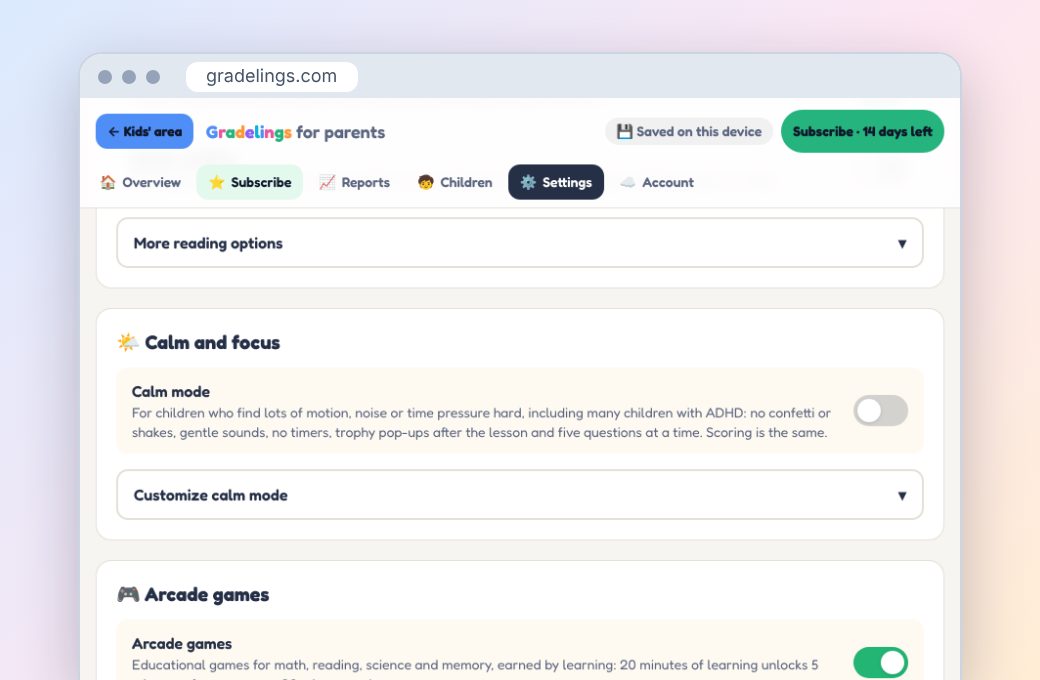 gradelings.com
← Kids' area
Gradelings for parents
Saved on this device
Subscribe · 14 days left
Overview
Subscribe
Reports
Children
Settings
Account
More reading options
Calm and focus
Calm mode
For children who find lots of motion, noise or time pressure hard, including many children with ADHD: no confetti or
shakes, gentle sounds, no timers, trophy pop-ups after the lesson and five questions at a time. Scoring is the same.
Customize calm mode
Arcade games
Arcade games
Educational games for math, reading, science and memory, earned by learning: 20 minutes of learning unlocks 5